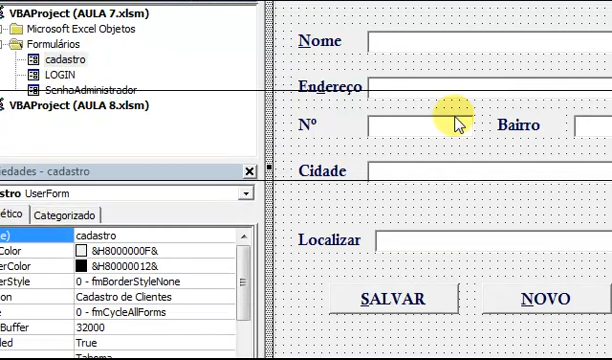 VBAProject (AULA 7.xlsm)
Microsoft Excel Objetos
Formulários
cadastro
LOGIN
SenhaAdministrador
VBAProject (AULA 8.xlsm)
iedades - cadastro
stro UserForm
ético Categorizado
e) cadastro
Color &H8000000F&
erColor &H80000012&
erStyle 0 - fmBorderStyleNone
on Cadastro de Clientes
e 0 - fmCycleAllForms
Buffer 32000
led True
Tahoma
Nome
Endereço
Nº Bairro
Cidade
Localizar
SALVAR NOVO